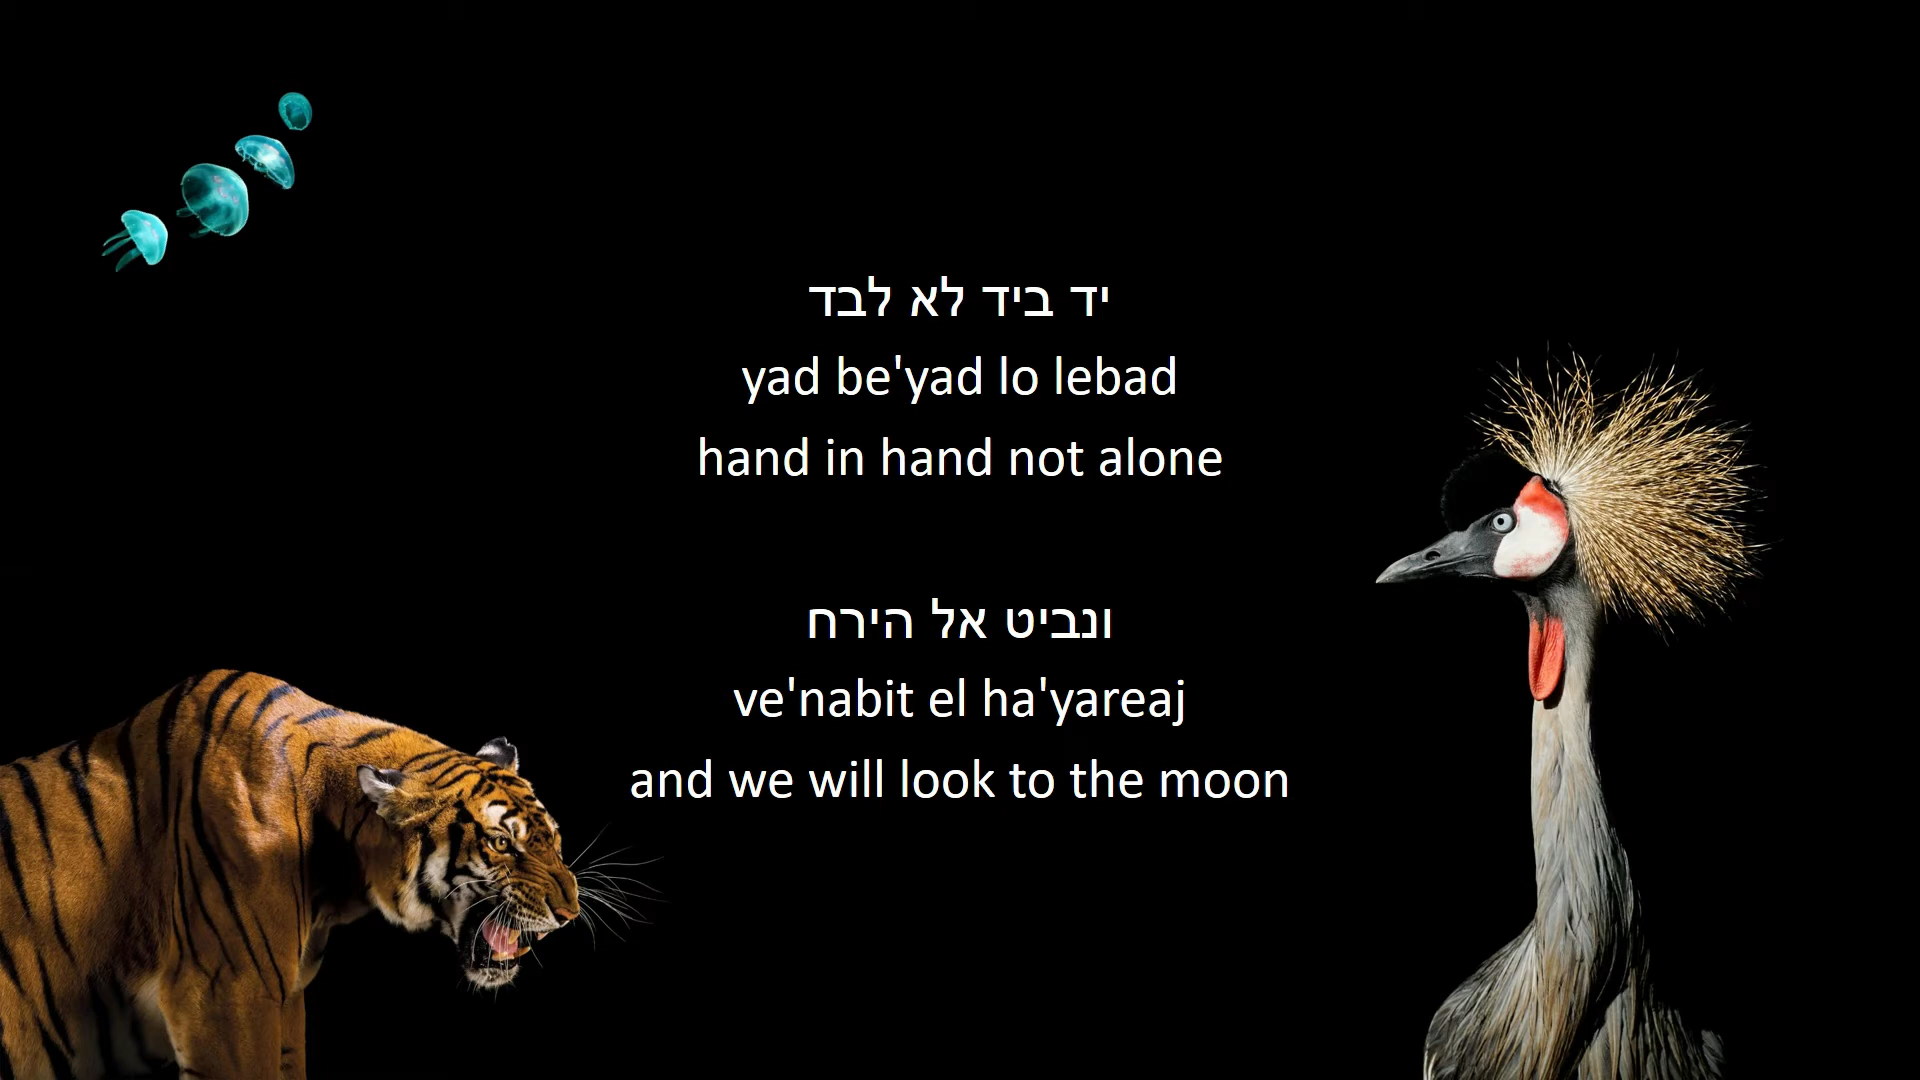 יד ביד לא לבד
yad be'yad lo lebad
hand in hand not alone
ונביט אל הירח
ve'nabit el ha'yareaj
and we will look to the moon